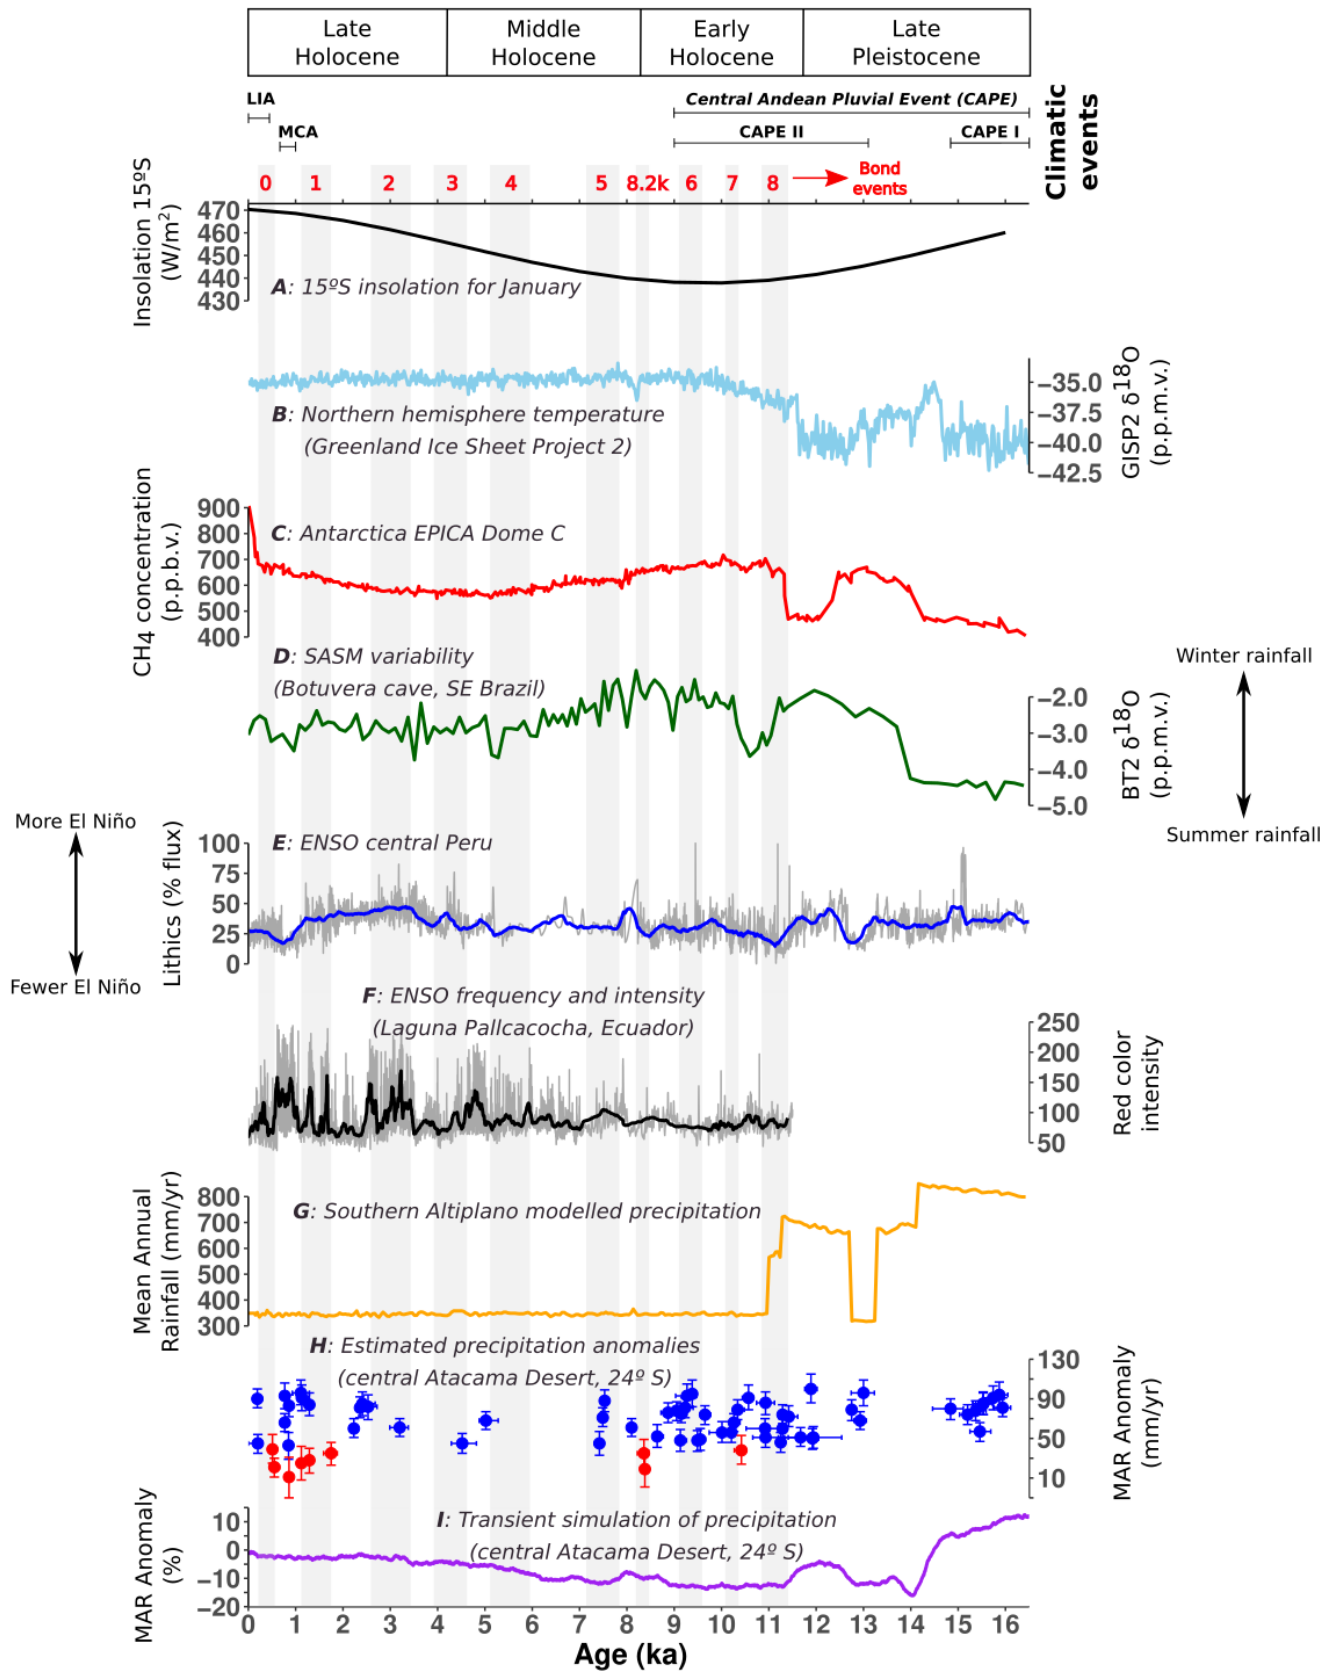 Late
Holocene
Middle
Holocene
Early
Holocene
Late
Pleistocene
LIA
MCA
Central Andean Pluvial Event (CAPE)
CAPE II
CAPE I
Climatic
events
0 1 2 3 4 5 8.2k 6 7 8
Bond
events
Insolation 15ºS
(W/m²)
470
460
450
440
430
A: 15ºS insolation for January
GISP2 δ¹⁸O
(p.p.m.v.)
−35.0
−37.5
−40.0
−42.5
B: Northern hemisphere temperature
(Greenland Ice Sheet Project 2)
CH4 concentration
(p.p.b.v.)
900
800
700
600
500
400
C: Antarctica EPICA Dome C
D: SASM variability
(Botuvera cave, SE Brazil)
−2.0
−3.0
−4.0
−5.0
BT2 δ¹⁸O
(p.p.m.v.)
Winter rainfall
Summer rainfall
More El Niño
Fewer El Niño
Lithics (% flux)
100
75
50
25
0
E: ENSO central Peru
F: ENSO frequency and intensity
(Laguna Pallcacocha, Ecuador)
250
200
150
100
50
Red color
intensity
Mean Annual
Rainfall (mm/yr)
800
700
600
500
400
300
G: Southern Altiplano modelled precipitation
H: Estimated precipitation anomalies
(central Atacama Desert, 24º S)
130
90
50
10
MAR Anomaly
(mm/yr)
MAR Anomaly
(%)
10
0
−10
−20
I: Transient simulation of precipitation
(central Atacama Desert, 24º S)
0 1 2 3 4 5 6 7 8 9 10 11 12 13 14 15 16
Age (ka)